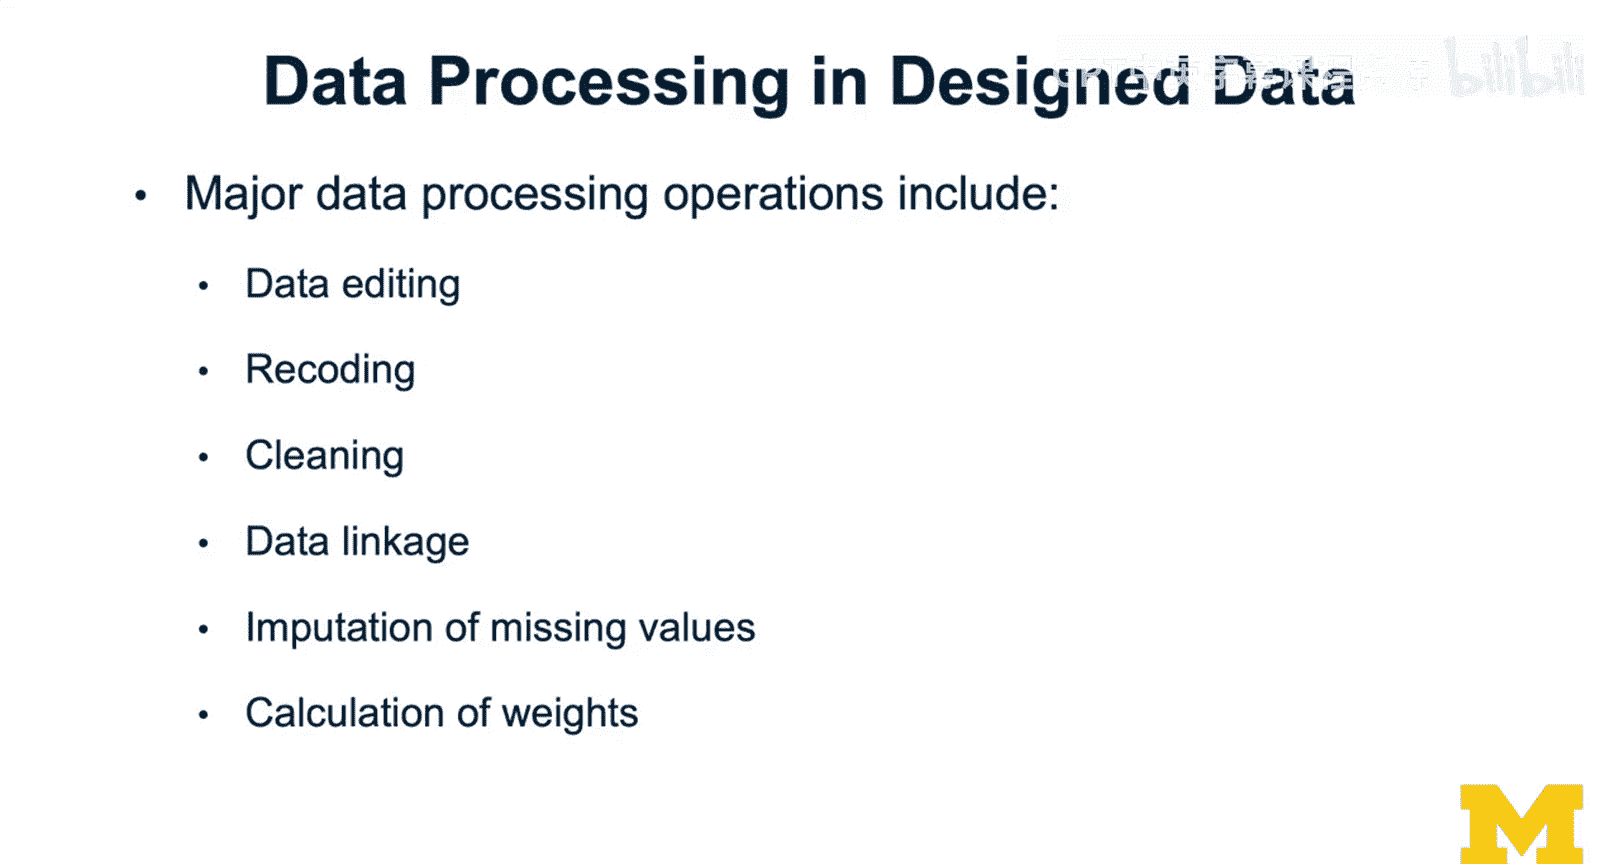 Data Processing in Designed Data
bilibili
• Major data processing operations include:
• Data editing
• Recoding
• Cleaning
• Data linkage
• Imputation of missing values
• Calculation of weights
M